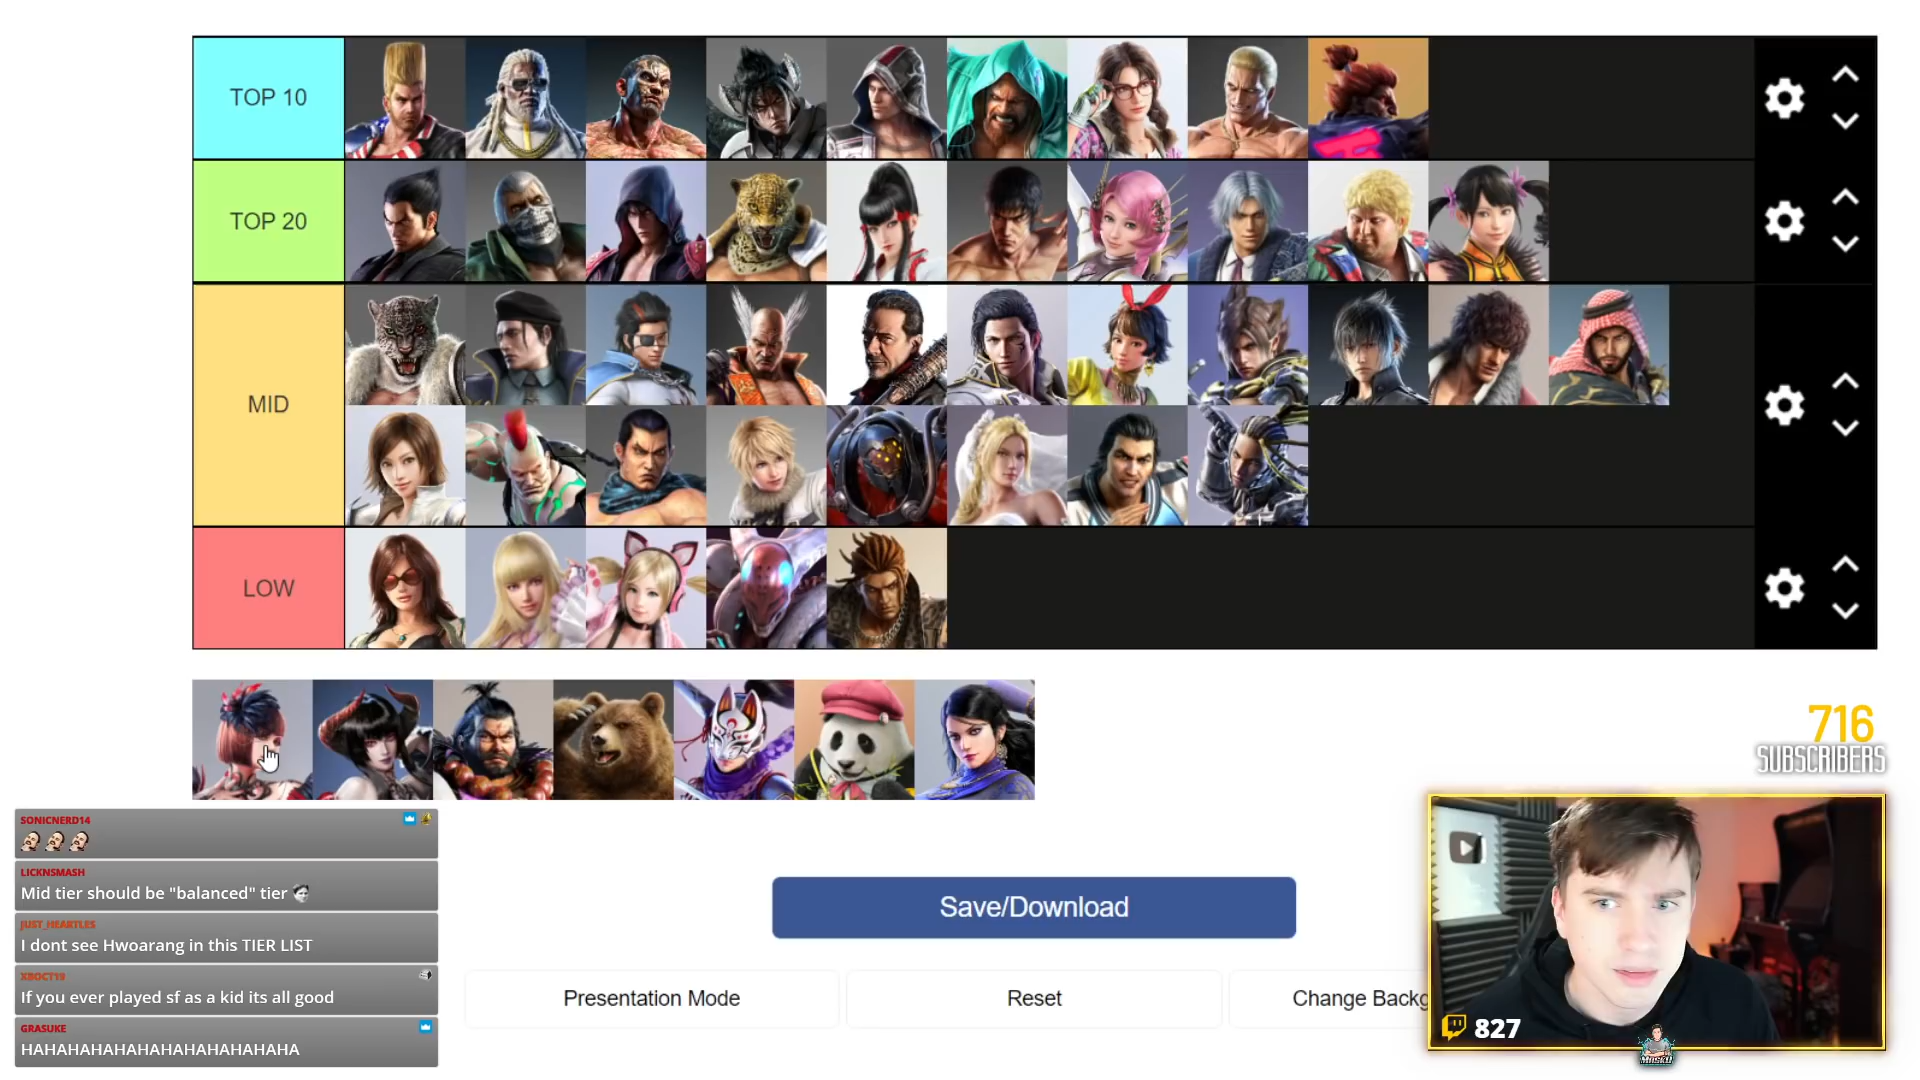 TOP 10
TOP 20
MID
LOW
716
SUBSCRIBERS
SONICNERD14
LICKNSMASH
Mid tier should be "balanced" tier
JUST_HEARTLES
I dont see Hwoarang in this TIER LIST
XBOCT19
If you ever played sf as a kid its all good
GRASUKE
HAHAHAHAHAHAHAHAHAHAHA
Save/Download
Presentation Mode
Reset
Change Backg
827